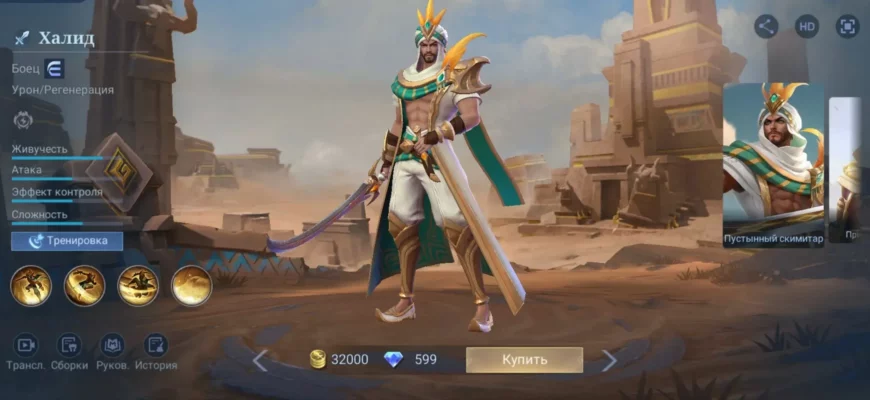 Халид
HD
Боец
Урон/Регенерация
Живучесть
Атака
Эффект контроля
Сложность
Тренировка
Пустынный скимитар
Трансл.
Сборки
Руков.
История
32000
599
Купить